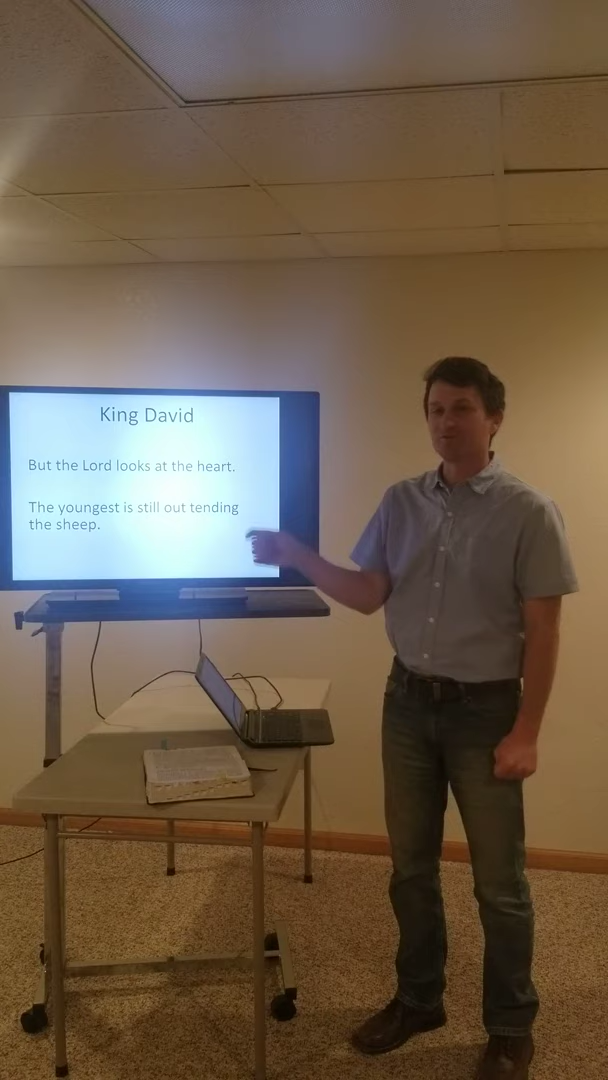 King David
But the Lord looks at the heart.
The youngest is still out tending
the sheep.